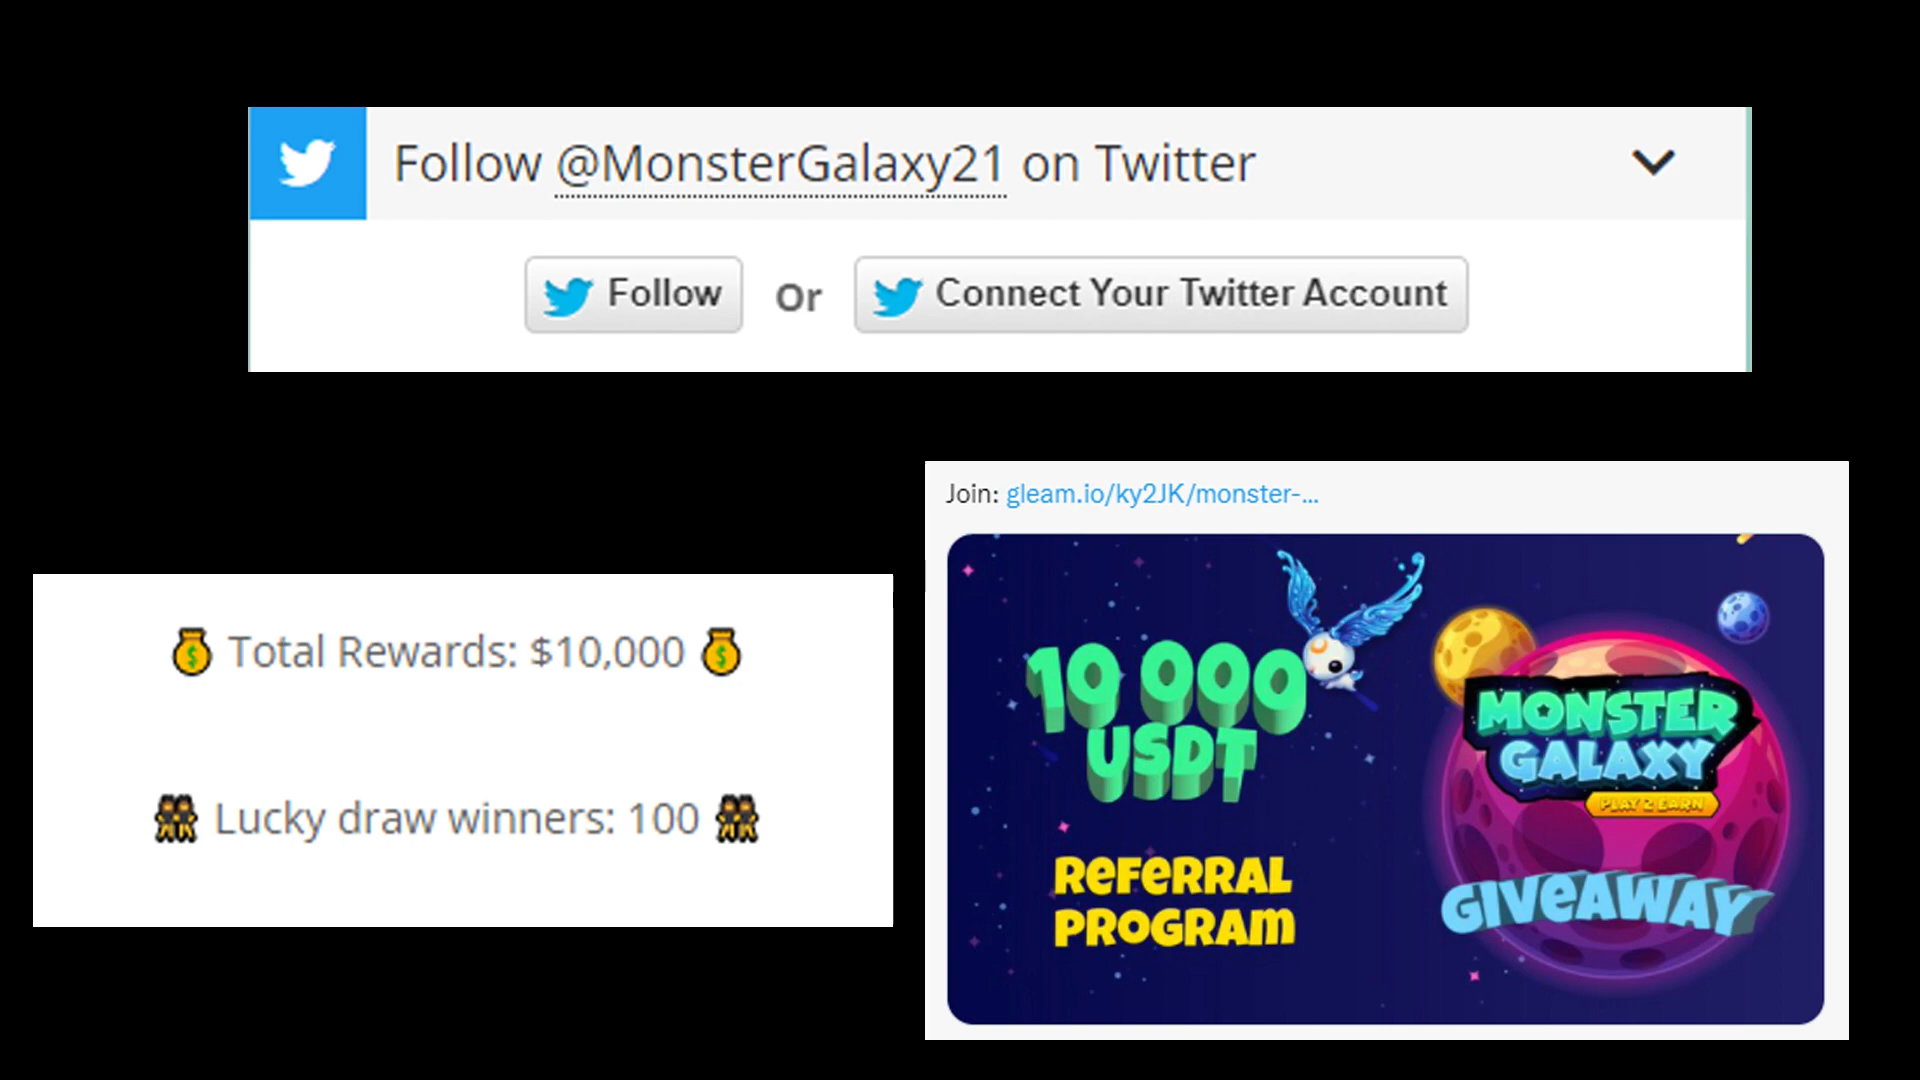 Follow @MonsterGalaxy21 on Twitter
Follow or Connect Your Twitter Account
Join: gleam.io/ky2JK/monster-...
Total Rewards: $10,000
Lucky draw winners: 100
10 000
USDT
REFERRAL
PROGRAM
MONSTER
GALAXY
PLAY 2 EARN
GIVEAWAY